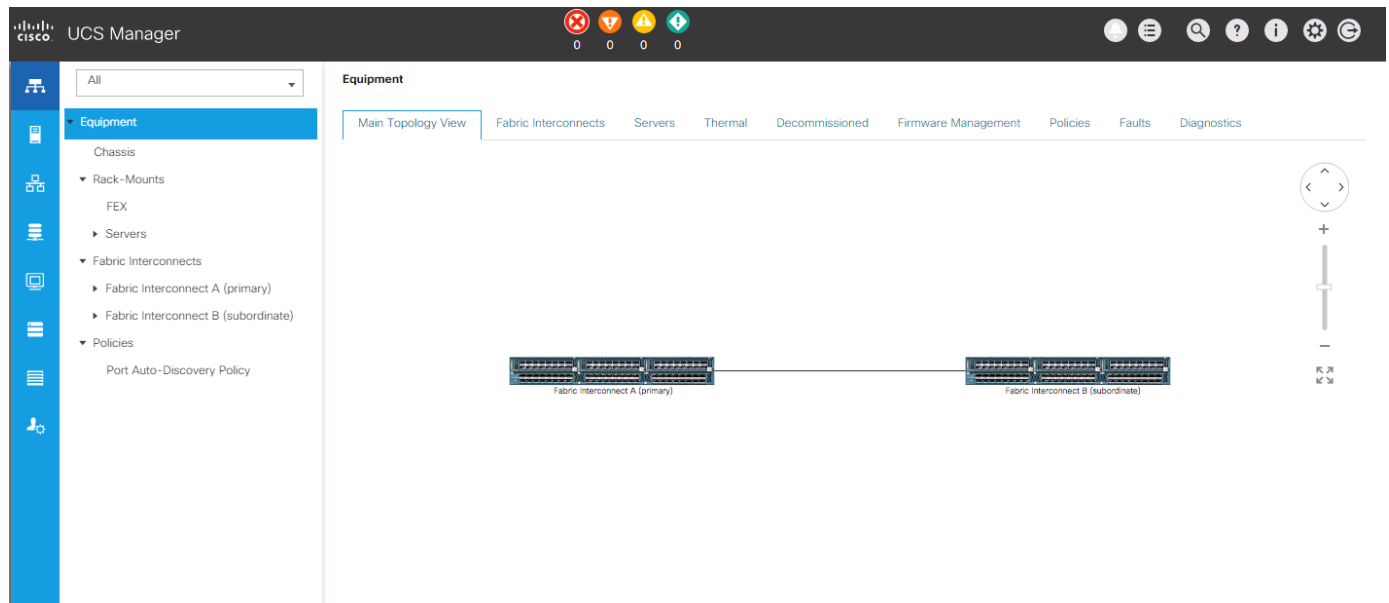 cisco. UCS Manager
0 0 0 0
All
Equipment
Chassis
Rack-Mounts
FEX
Servers
Fabric Interconnects
Fabric Interconnect A (primary)
Fabric Interconnect B (subordinate)
Policies
Port Auto-Discovery Policy
Equipment
Main Topology View Fabric Interconnects Servers Thermal Decommissioned Firmware Management Policies Faults Diagnostics
Fabric Interconnect A (primary) Fabric Interconnect B (subordinate)